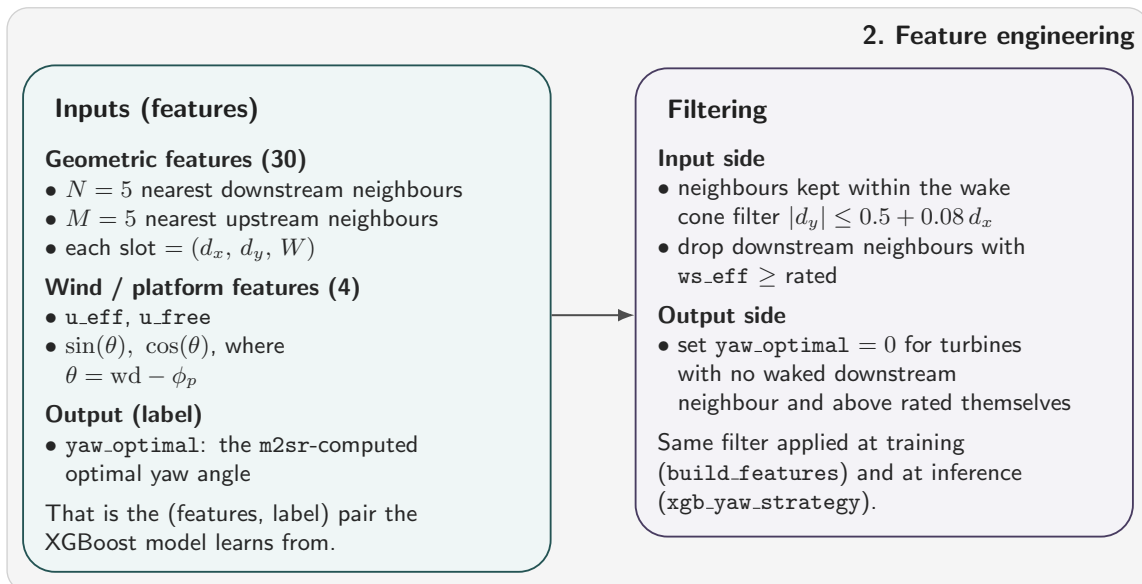 2. Feature engineering
Inputs (features)
Geometric features (30)
• N = 5 nearest downstream neighbours
• M = 5 nearest upstream neighbours
• each slot = (d_x, d_y, W)
Wind / platform features (4)
• u_eff, u_free
• sin(θ), cos(θ), where
θ = wd − ϕ_p
Output (label)
• yaw_optimal: the m2sr-computed
optimal yaw angle
That is the (features, label) pair the
XGBoost model learns from.
Filtering
Input side
• neighbours kept within the wake
cone filter |d_y| ≤ 0.5 + 0.08 d_x
• drop downstream neighbours with
ws_eff ≥ rated
Output side
• set yaw_optimal = 0 for turbines
with no waked downstream
neighbour and above rated themselves
Same filter applied at training
(build_features) and at inference
(xgb_yaw_strategy).